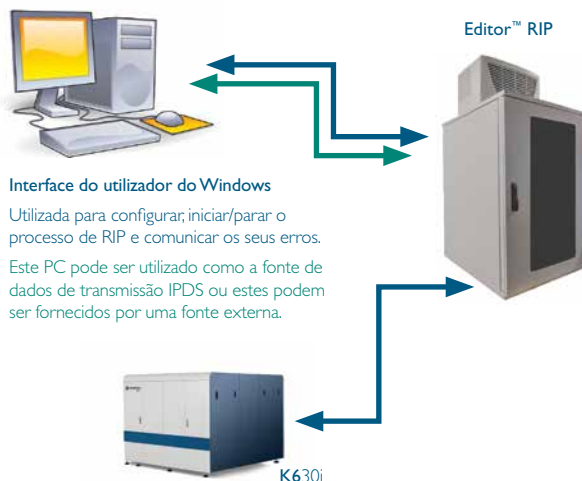 Editor™ RIP
Interface do utilizador do Windows
Utilizada para configurar, iniciar/parar o
processo de RIP e comunicar os seus erros.
Este PC pode ser utilizado como a fonte de
dados de transmissão IPDS ou estes podem
ser fornecidos por uma fonte externa.
K630i